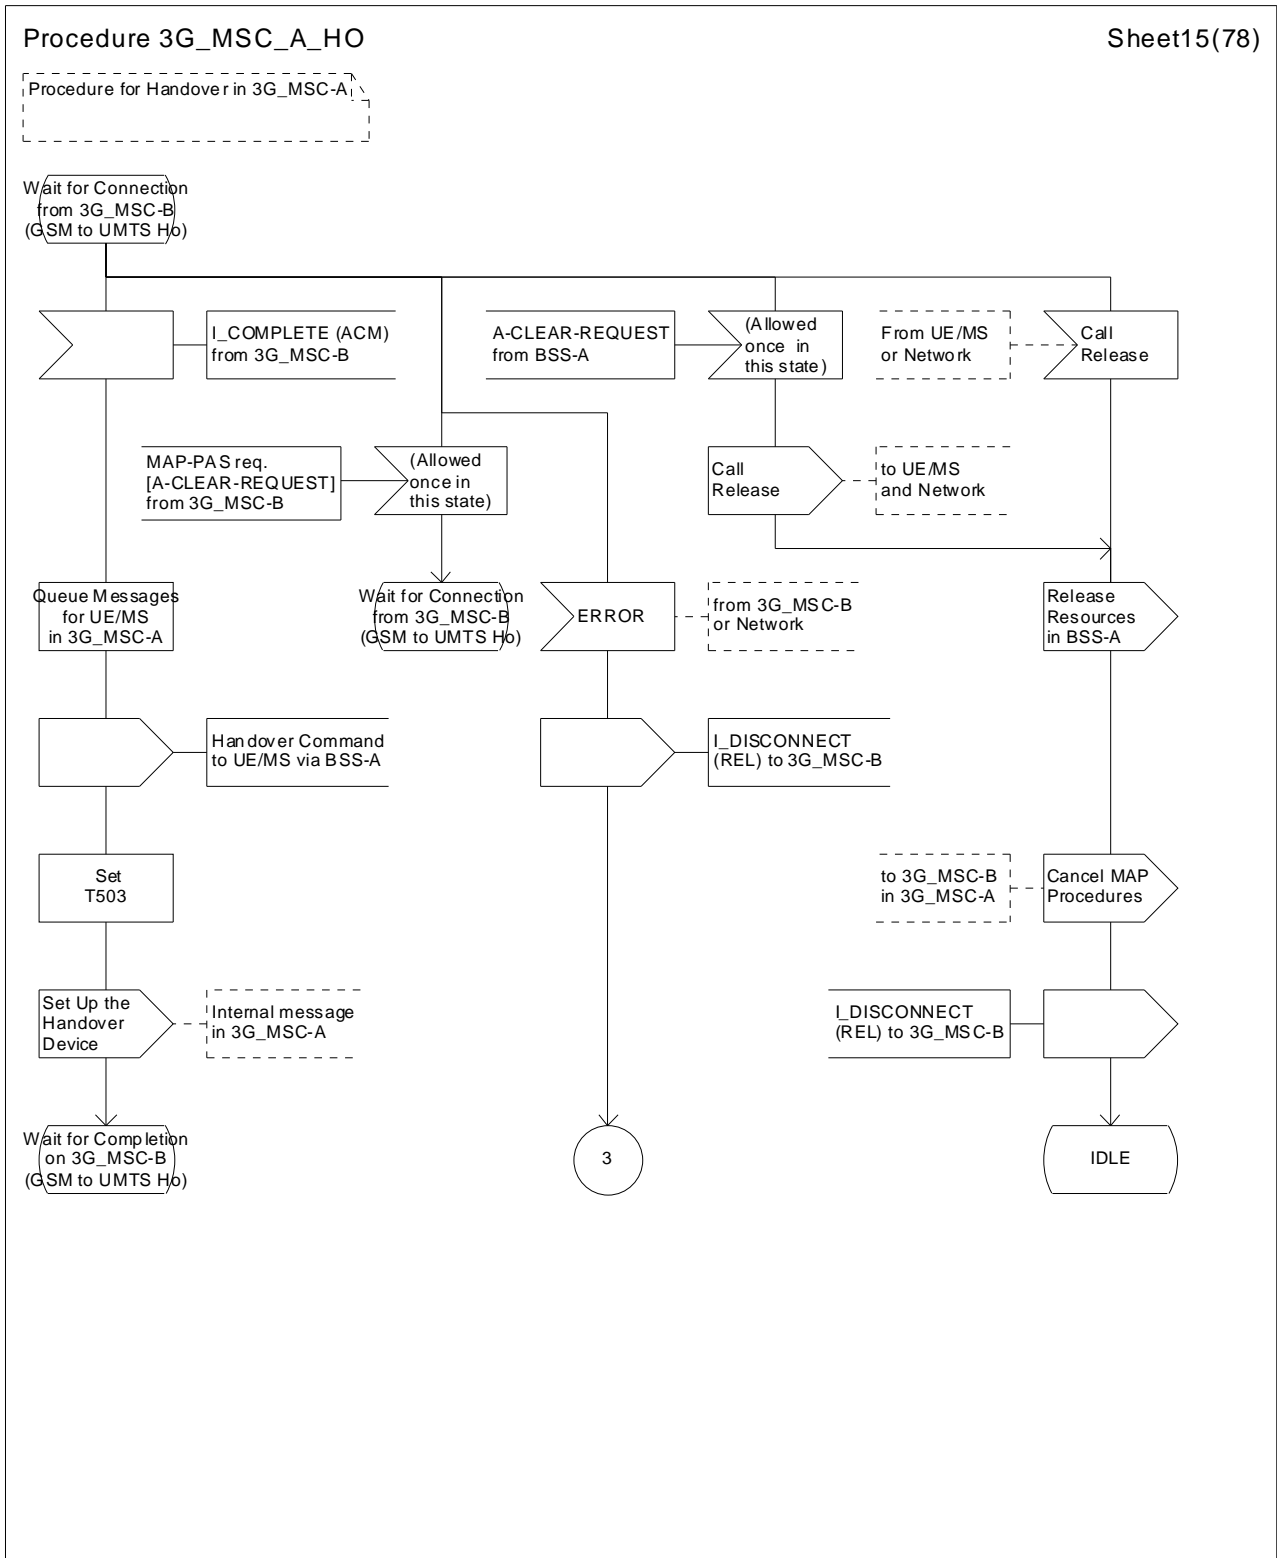 Procedure 3G_MSC_A_HO
Sheet15(78)
Procedure for Handover in 3G_MSC-A
Wait for Connection
from 3G_MSC-B
(GSM to UMTS Ho)
I_COMPLETE (ACM)
from 3G_MSC-B
A-CLEAR-REQUEST
from BSS-A
(Allowed
once in
this state)
From UE/MS
or Network
Call
Release
MAP-PAS req.
[A-CLEAR-REQUEST]
from 3G_MSC-B
(Allowed
once in
this state)
Call
Release
to UE/MS
and Network
Queue Messages
for UE/MS
in 3G_MSC-A
Wait for Connection
from 3G_MSC-B
(GSM to UMTS Ho)
ERROR
from 3G_MSC-B
or Network
Release
Resources
in BSS-A
Handover Command
to UE/MS via BSS-A
I_DISCONNECT
(REL) to 3G_MSC-B
Set
T503
to 3G_MSC-B
in 3G_MSC-A
Cancel MAP
Procedures
Set Up the
Handover
Device
Internal message
in 3G_MSC-A
I_DISCONNECT
(REL) to 3G_MSC-B
Wait for Completion
on 3G_MSC-B
(GSM to UMTS Ho)
3
IDLE